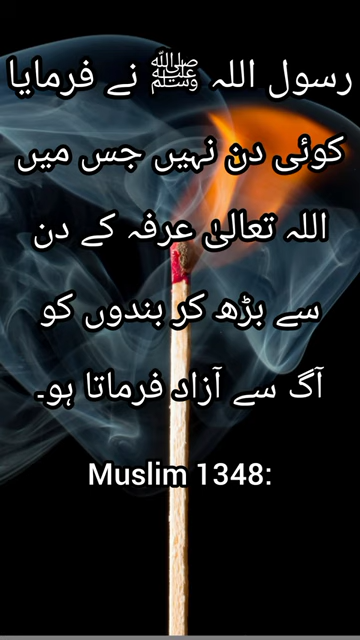 رسول اللہ ﷺ نے فرمایا
کوئی دن نہیں جس میں
اللہ تعالیٰ عرفہ کے دن
سے بڑھ کر بندوں کو
آگ سے آزاد فرماتا ہو۔
Muslim 1348: